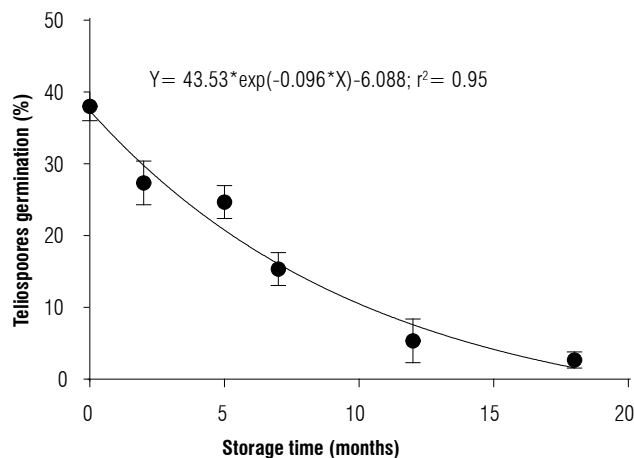 50
Y= 43.53*exp(-0.096*X)-6.088; r²= 0.95
40
30
20
10
0
Teliospoores germination (%)
0 5 10 15 20
Storage time (months)